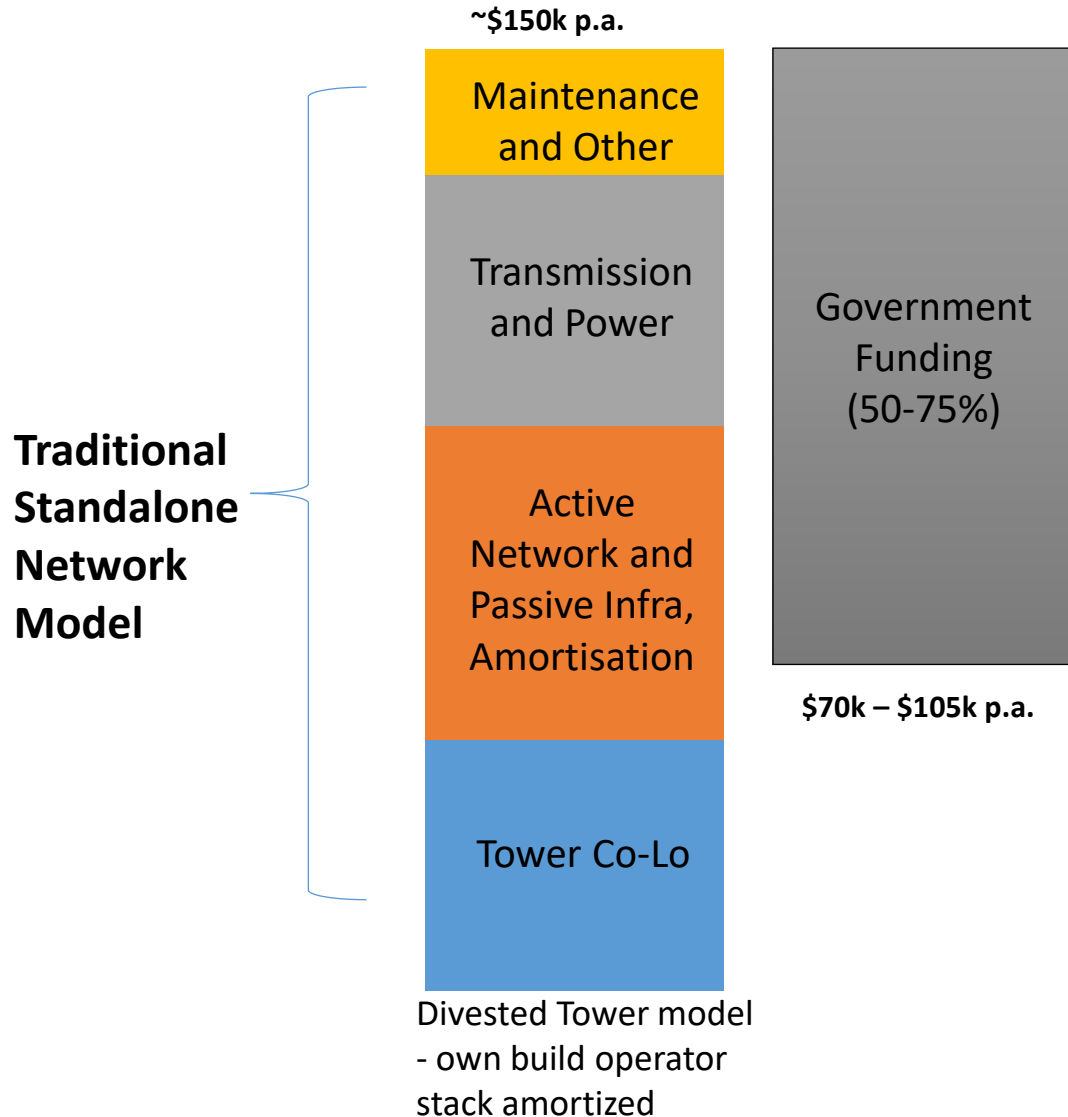 ~$150k p.a.
Maintenance
and Other
Transmission
and Power
Government
Funding
(50-75%)
Traditional
Standalone
Network
Model
Active
Network and
Passive Infra,
Amortisation
$70k – $105k p.a.
Tower Co-Lo
Divested Tower model
- own build operator
stack amortized